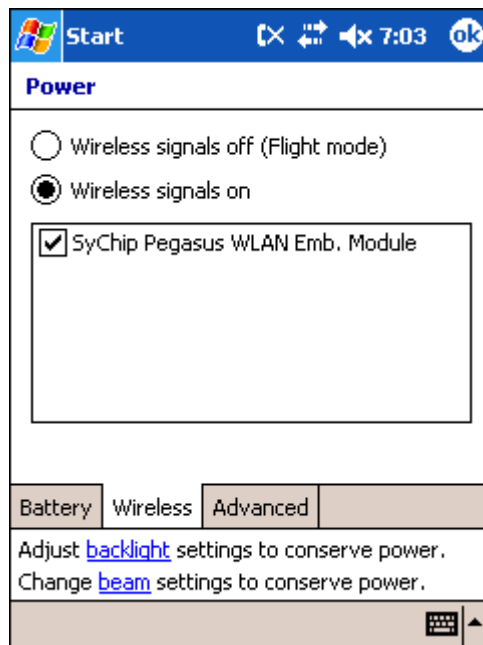 Start 7:03 ok
Power
Wireless signals off (Flight mode)
Wireless signals on
SyChip Pegasus WLAN Emb. Module
Battery Wireless Advanced
Adjust backlight settings to conserve power.
Change beam settings to conserve power.